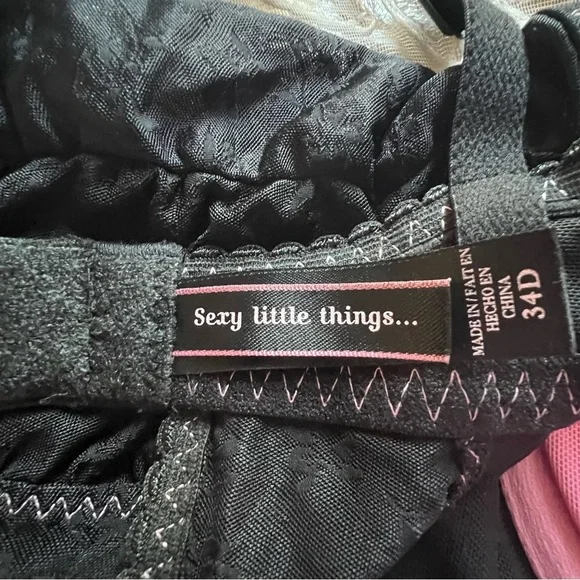 Sexy little things...
MADE IN / FAIT EN
HECHO EN
CHINA
34D